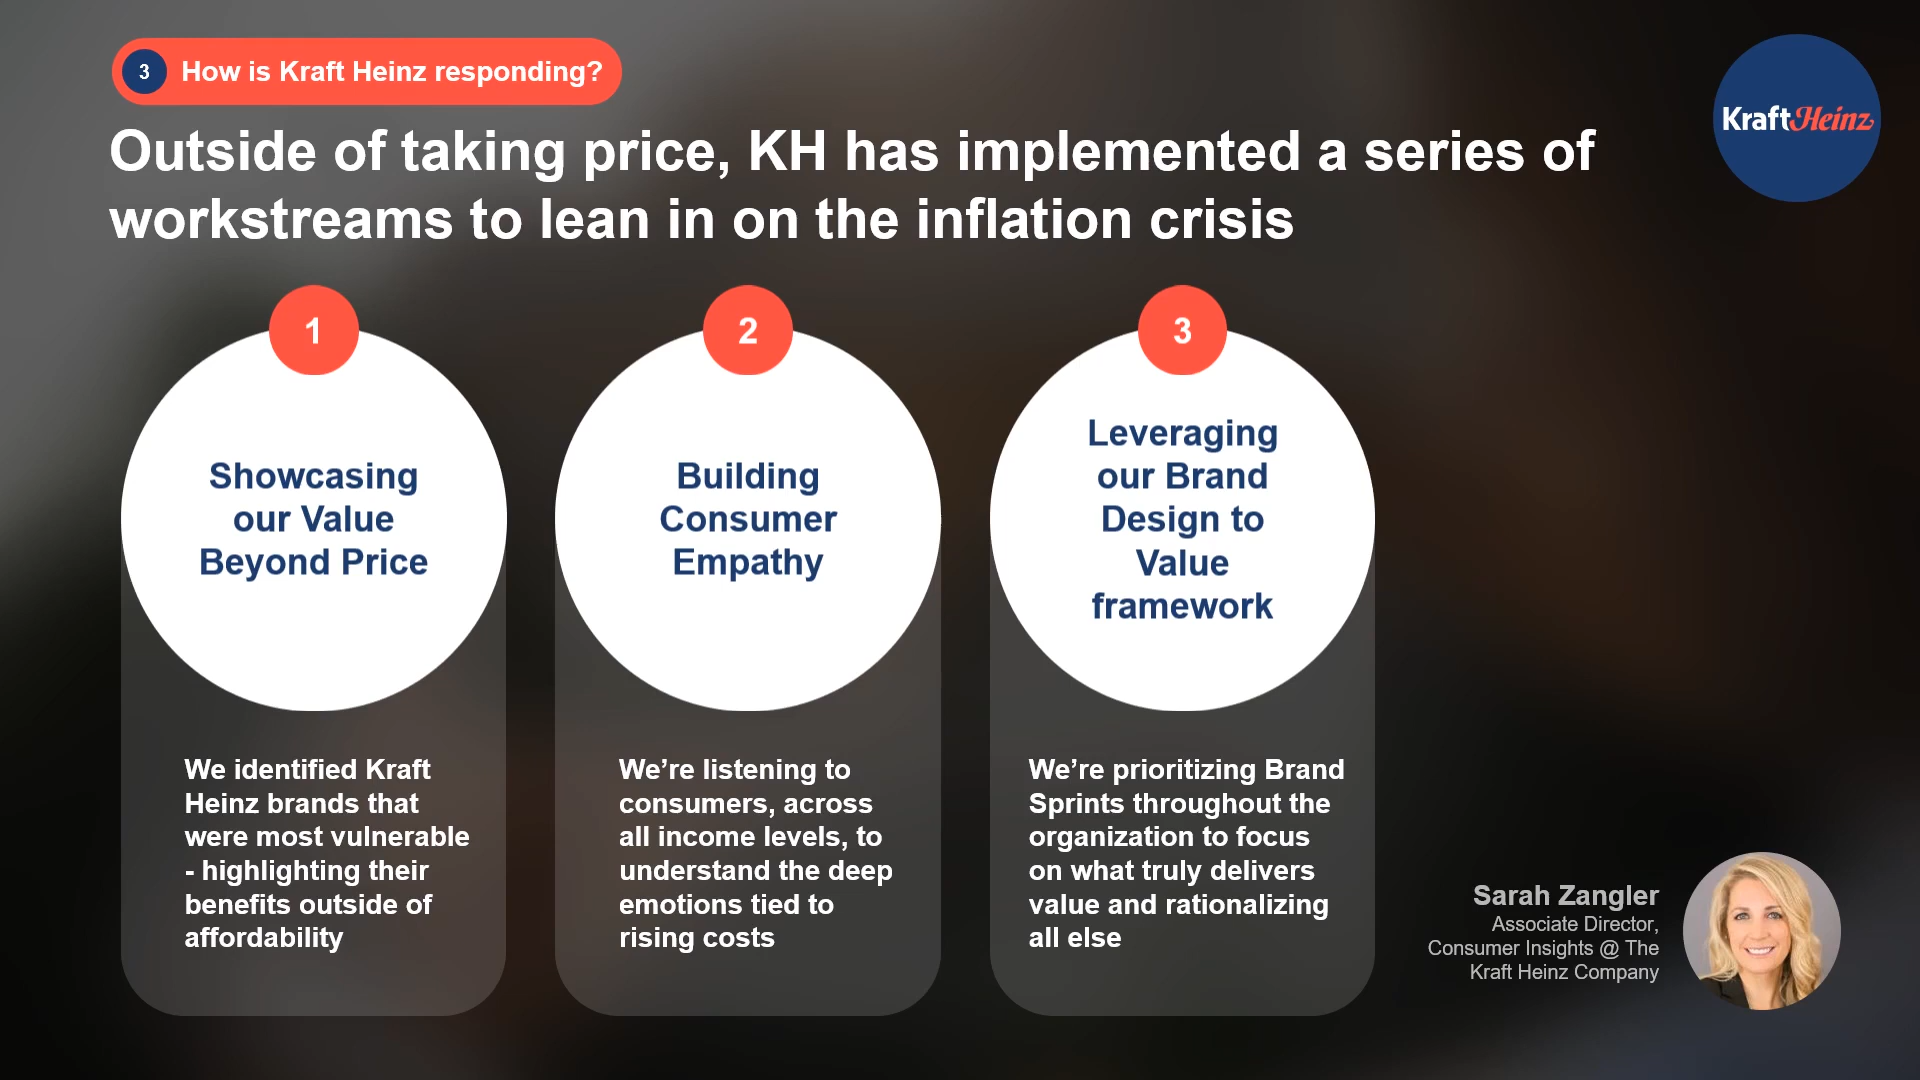 3 How is Kraft Heinz responding?
KraftHeinz
Outside of taking price, KH has implemented a series of
workstreams to lean in on the inflation crisis
1
Showcasing
our Value
Beyond Price
We identified Kraft
Heinz brands that
were most vulnerable
- highlighting their
benefits outside of
affordability
2
Building
Consumer
Empathy
We’re listening to
consumers, across
all income levels, to
understand the deep
emotions tied to
rising costs
3
Leveraging
our Brand
Design to
Value
framework
We’re prioritizing Brand
Sprints throughout the
organization to focus
on what truly delivers
value and rationalizing
all else
Sarah Zangler
Associate Director,
Consumer Insights @ The
Kraft Heinz Company